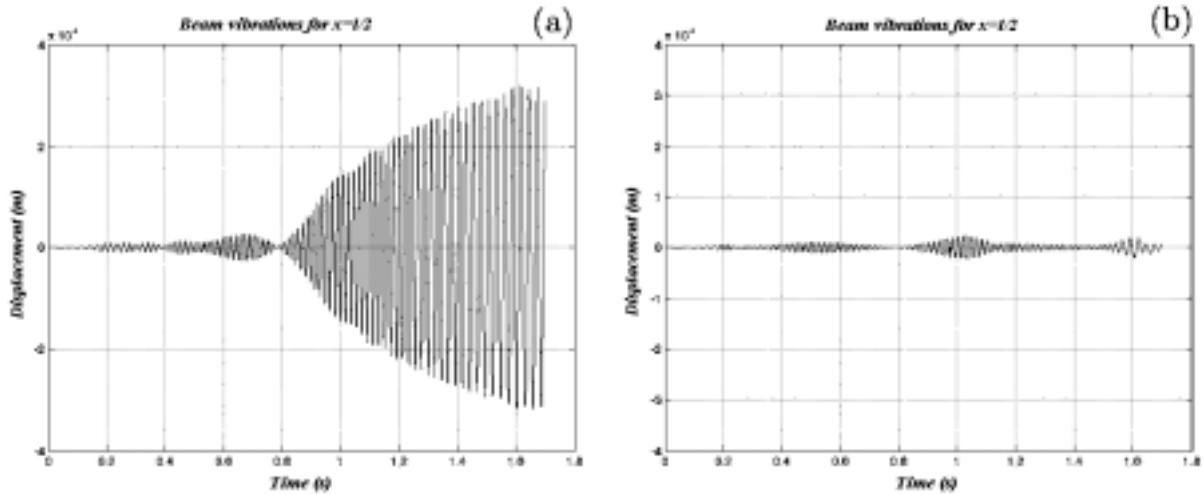 Beam vibrations for x=l/2
(a)
4
2
0
-2
Displacement (m)
0 0.2 0.4 0.6 0.8 1 1.2 1.4 1.6 1.8
Time (s)
Beam vibrations for x=l/2
(b)
4
3
2
1
0
-1
-2
Displacement (m)
0 0.2 0.4 0.6 0.8 1 1.2 1.4 1.6 1.8
Time (s)